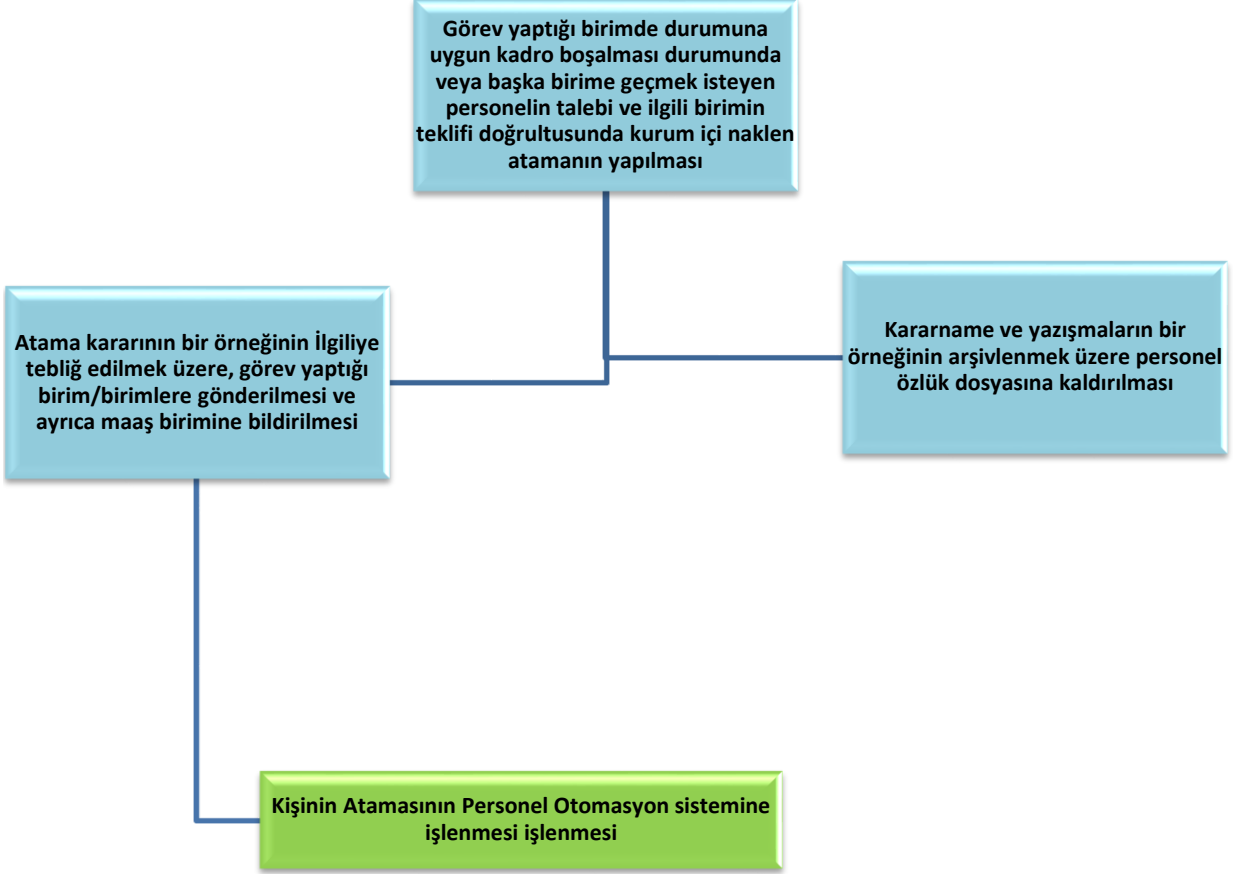 Görev yaptığı birimde durumuna
uygun kadro boşalması durumunda
veya başka birime geçmek isteyen
personelin talebi ve ilgili birimin
teklifi doğrultusunda kurum içi naklen
atamanın yapılması
Atama kararının bir örneğinin İlgiliye
tebliğ edilmek üzere, görev yaptığı
birim/birimlere gönderilmesi ve
ayrıca maaş birimine bildirilmesi
Kararname ve yazışmaların bir
örneğinin arşivlenmek üzere personel
özlük dosyasına kaldırılması
Kişinin Atamasının Personel Otomasyon sistemine
işlenmesi işlenmesi